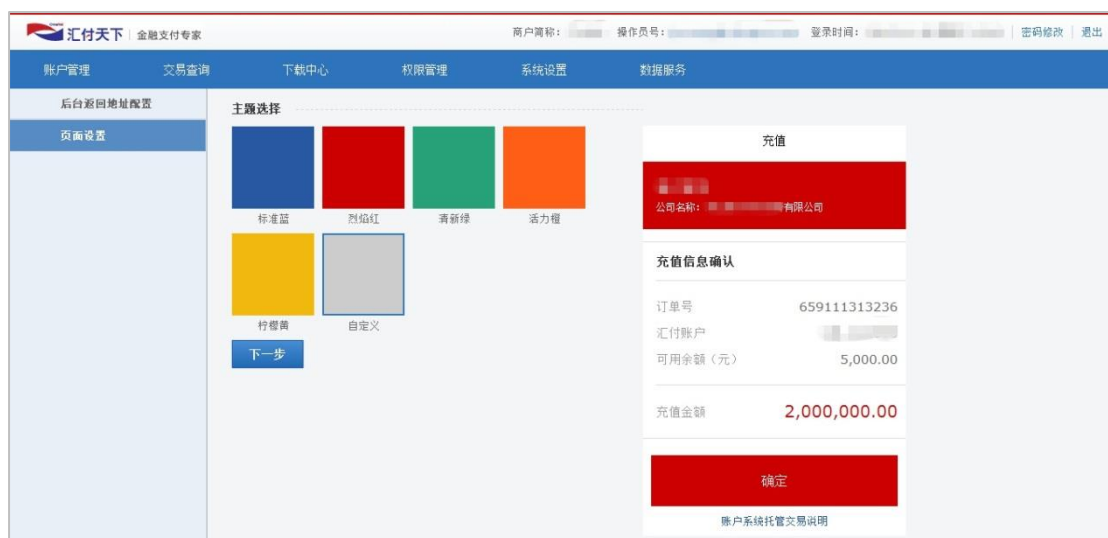 汇付天下 金融支付专家 商户简称: 操作员号: 登录时间: 密码修改 退出
账户管理 交易查询 下载中心 权限管理 系统设置 数据服务
后台返回地址配置
页面设置
主题选择
标准蓝 烈焰红 清新绿 活力橙
柠檬黄 自定义
下一步
充值
公司名称: 有限公司
充值信息确认
订单号 659111313236
汇付账户
可用余额（元） 5,000.00
充值金额 2,000,000.00
确定
账户系统托管交易说明